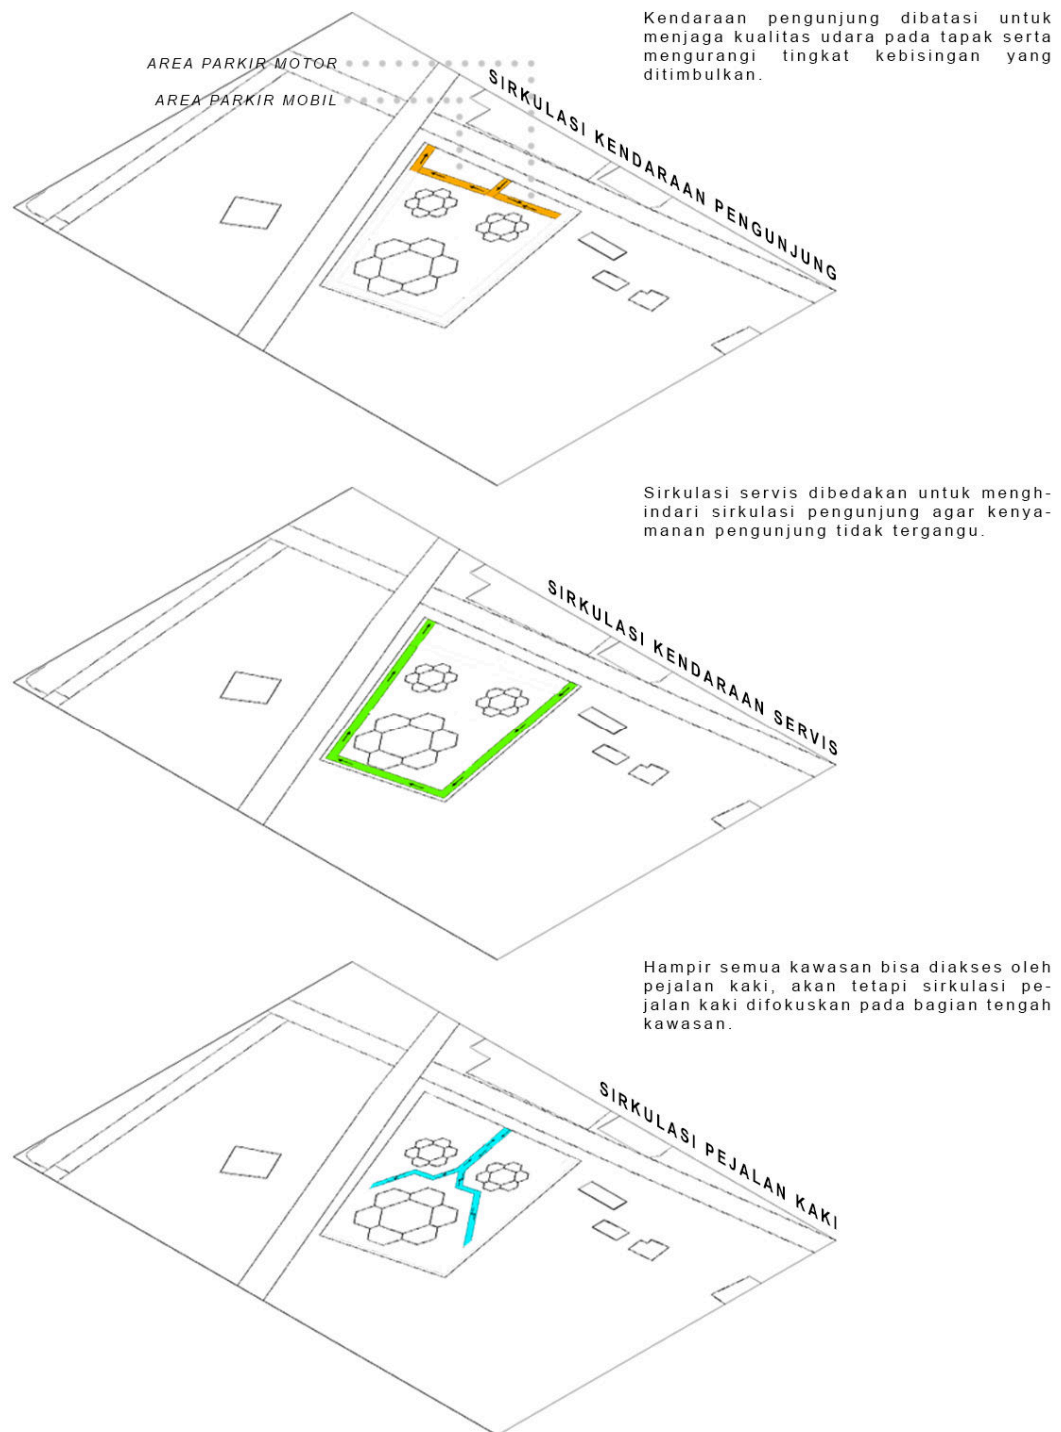 Kendaraan pengunjung dibatasi untuk
menjaga kualitas udara pada tapak serta
mengurangi tingkat kebisingan yang
ditimbulkan.
AREA PARKIR MOTOR
AREA PARKIR MOBIL
SIRKULASI KENDARAAN PENGUNJUNG
Sirkulasi servis dibedakan untuk mengh-
indari sirkulasi pengunjung agar kenya-
manan pengunjung tidak tergangu.
SIRKULASI KENDARAAN SERVIS
Hampir semua kawasan bisa diakses oleh
pejalan kaki, akan tetapi sirkulasi pe-
jalan kaki difokuskan pada bagian tengah
kawasan.
SIRKULASI PEJALAN KAKI